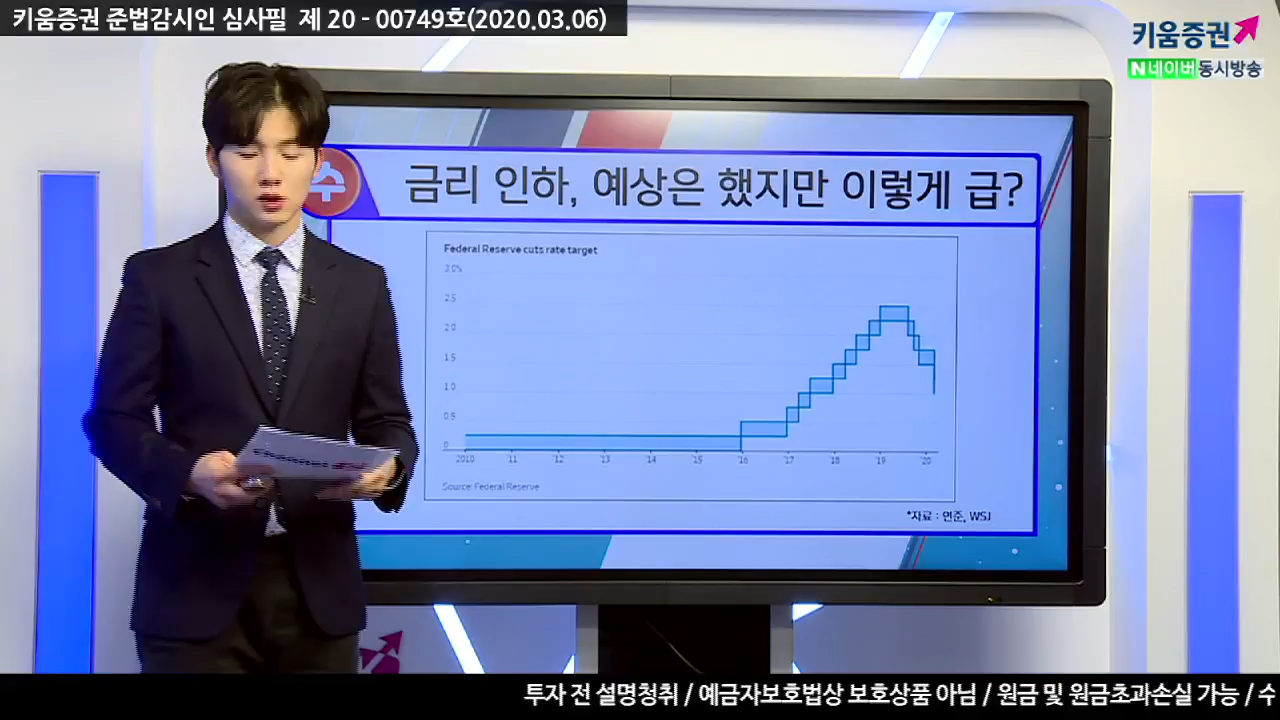 키움증권 준법감시인 심사필 제 20 - 00749호(2020.03.06)
키움증권
N 네이버 동시방송
수
금리 인하, 예상은 했지만 이렇게 급?
Federal Reserve cuts rate target
3.0%
2.5
2.0
1.5
1.0
0.5
0
2010 '11 '12 '13 '14 '15 '16 '17 '18 '19 '20
Source: Federal Reserve
*자료 : 연준, WSJ
투자 전 설명청취 / 예금자보호법상 보호상품 아님 / 원금 및 원금초과손실 가능 / 수